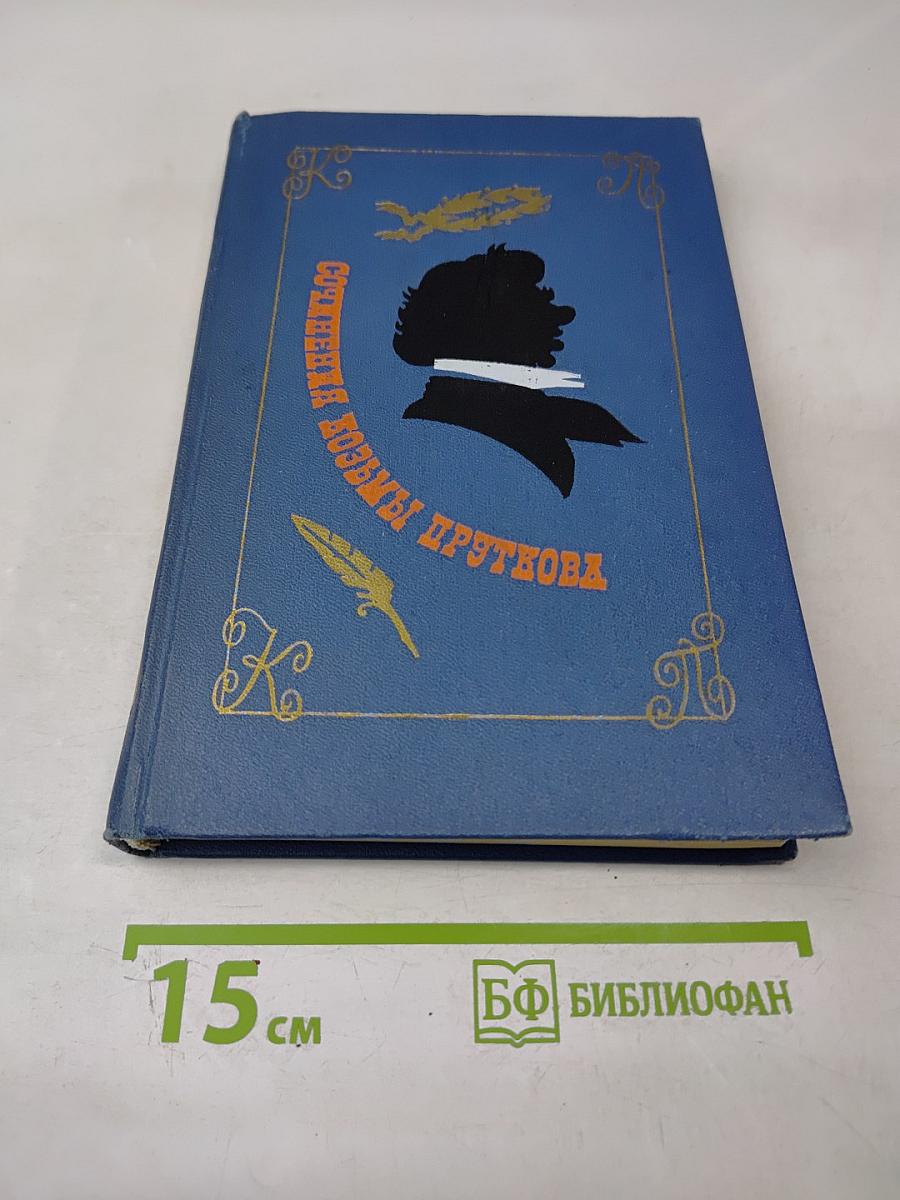 К П
СОЧИНЕНИЯ КОЗЬМЫ ПРУТКОВА
К П
15 см
БФ БИБЛИОФАН